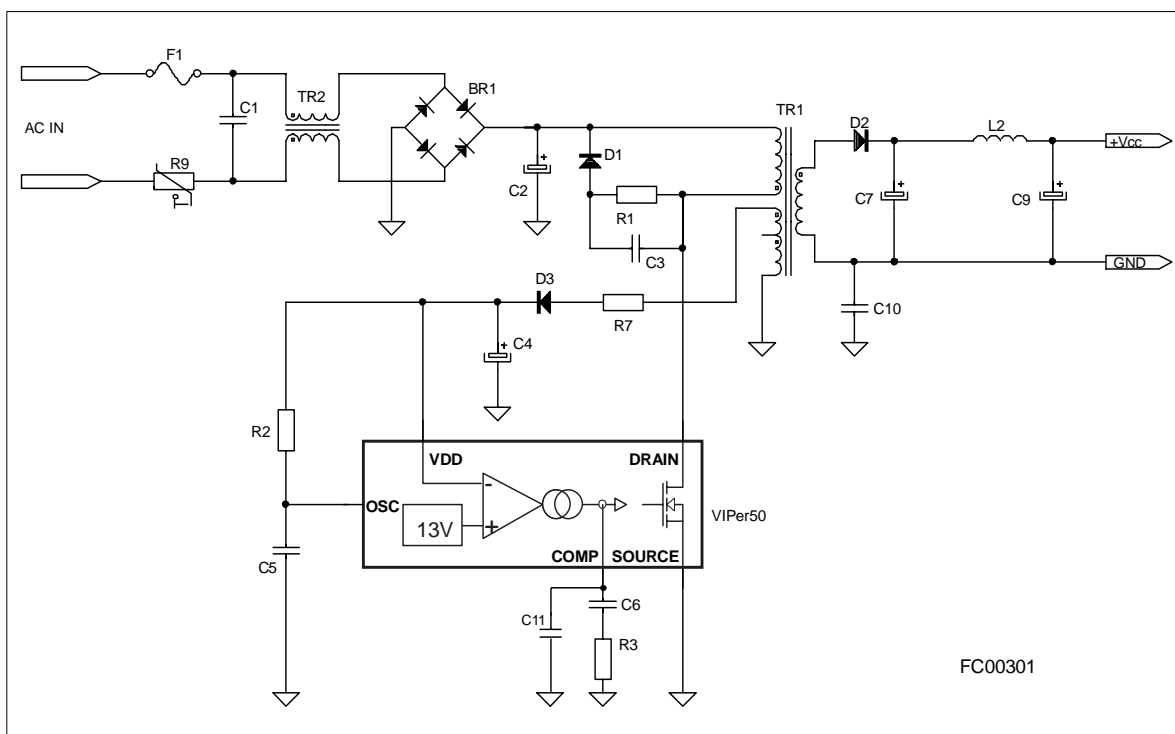 F1
TR2
BR1
TR1
C1
D2
L2
+Vcc
AC IN
D1
R9
T
+
C2
R1
+
C7
+
C9
C3
GND
D3
R7
C10
+
C4
R2
VDD
DRAIN
-
OSC
13V
+
VIPer50
COMP
SOURCE
C5
C6
C11
R3
FC00301